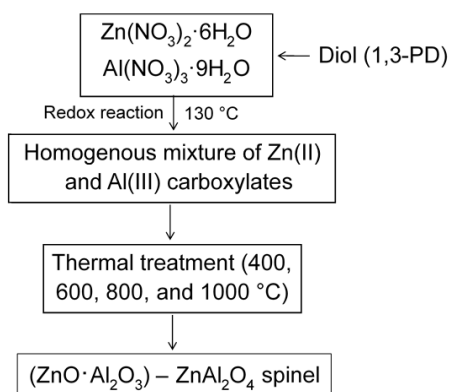 Zn(NO₃)₂·6H₂O
Al(NO₃)₃·9H₂O
Diol (1,3-PD)
Redox reaction 130 °C
Homogenous mixture of Zn(II)
and Al(III) carboxylates
Thermal treatment (400,
600, 800, and 1000 °C)
(ZnO·Al₂O₃) – ZnAl₂O₄ spinel